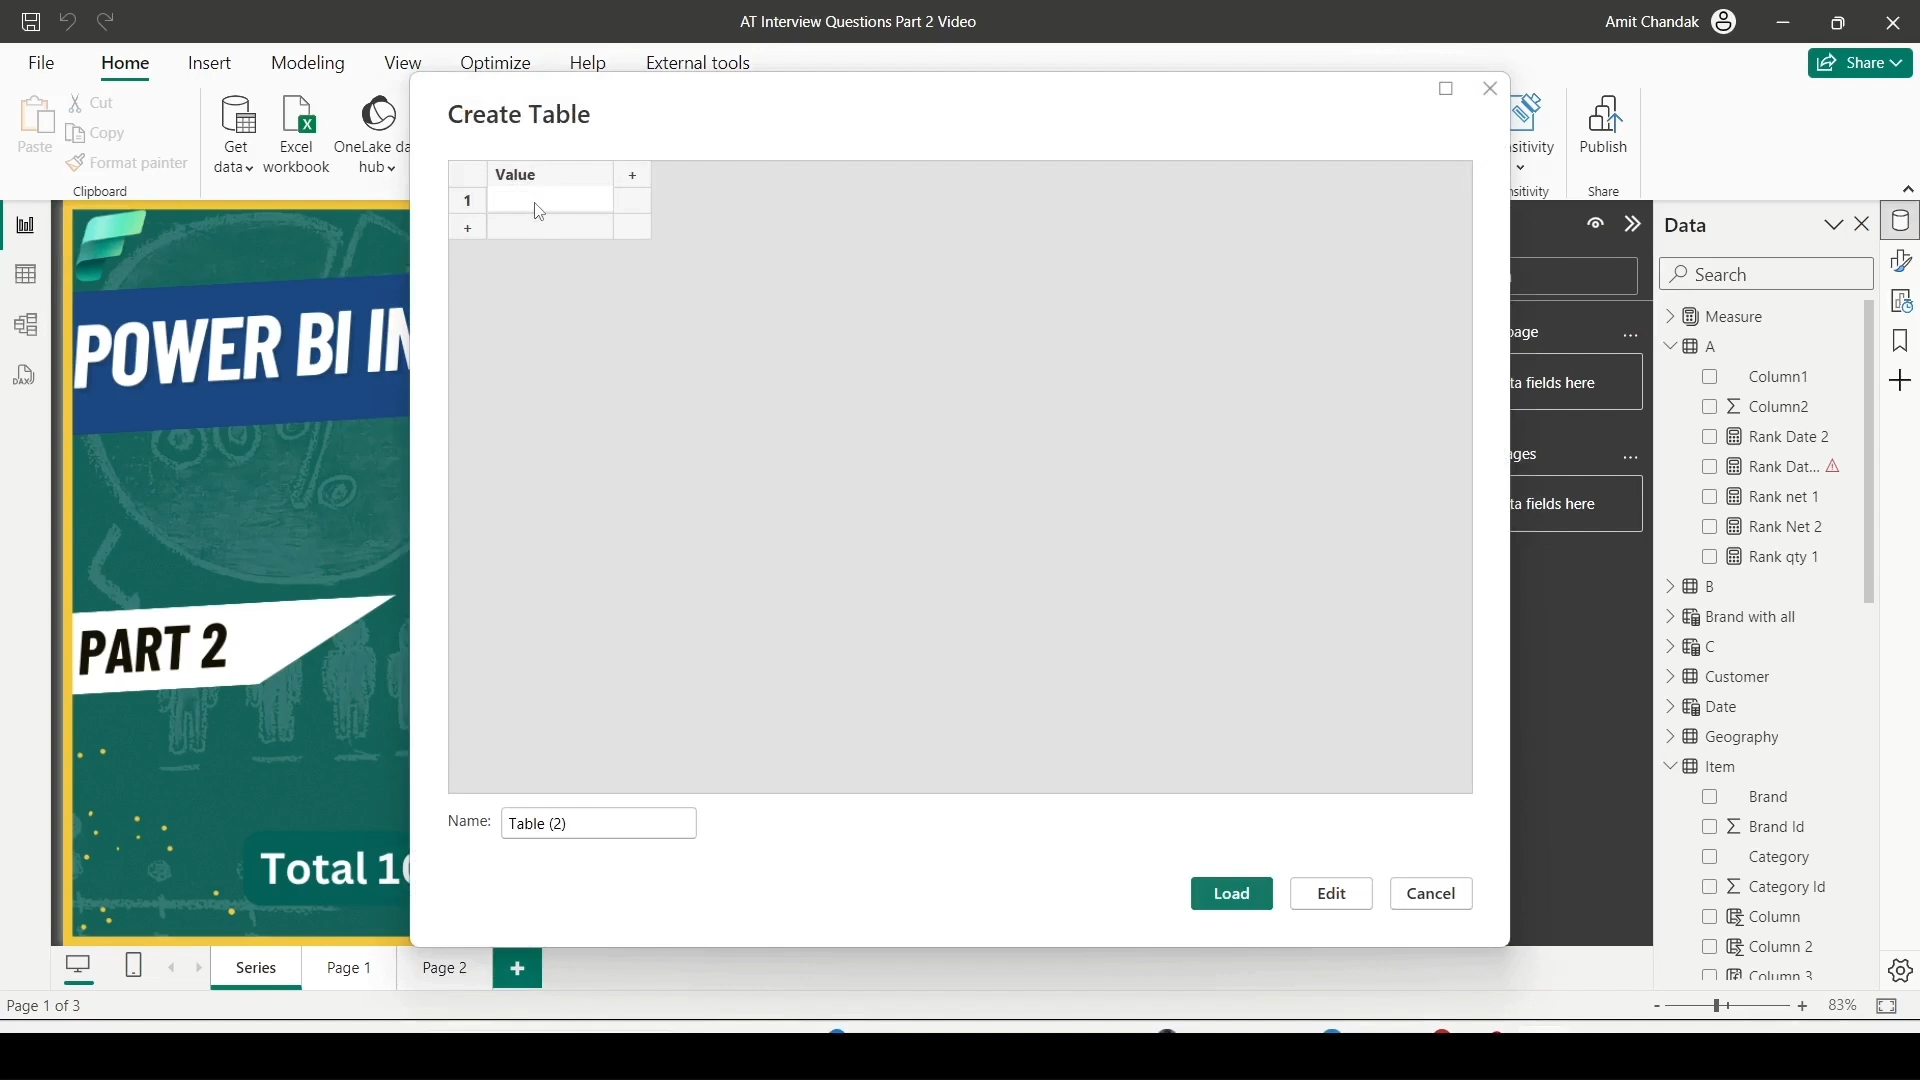 AT Interview Questions Part 2 Video
Amit Chandak
File
Home
Insert
Modeling
View
Optimize
Help
External tools
Share
Paste
Cut
Copy
Format painter
Clipboard
Get
data
Excel
workbook
OneLake da
hub
sitivity
sitivity
Publish
Share
Create Table
Value
+
1
+
Name:
Table (2)
Load
Edit
Cancel
POWER BI IN
PART 2
Total 10
DAX
page
ta fields here
ges
ta fields here
Data
Search
Measure
A
Column1
Column2
Rank Date 2
Rank Dat...
Rank net 1
Rank Net 2
Rank qty 1
B
Brand with all
C
Customer
Date
Geography
Item
Brand
Brand Id
Category
Category Id
Column
Column 2
Column 3
Series
Page 1
Page 2
+
Page 1 of 3
-
+
83%